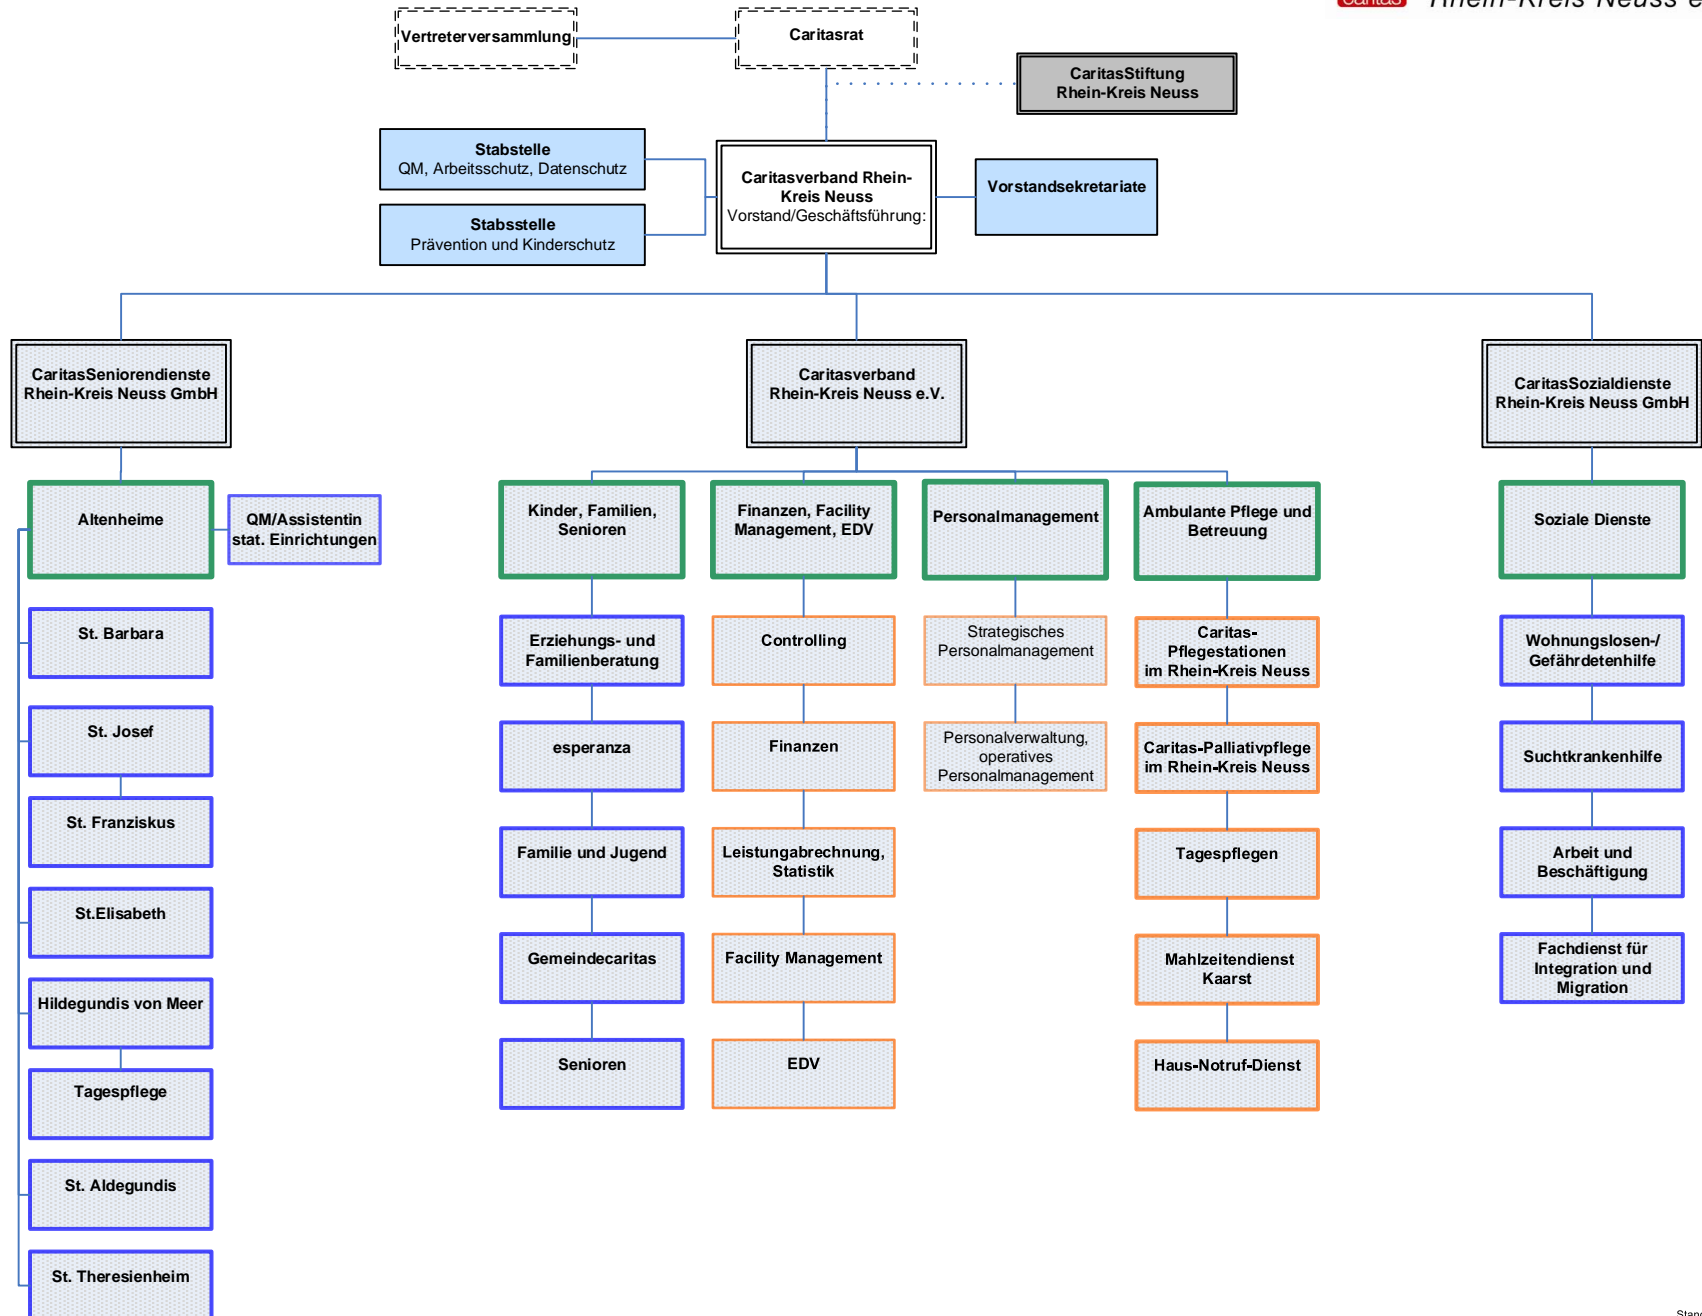 Caritas
Rhein-Kreis Neuss e
Vertreterversammlung
Caritasrat
CaritasStiftung
Rhein-Kreis Neuss
Stabstelle
QM, Arbeitsschutz, Datenschutz
Stabsstelle
Prävention und Kinderschutz
Caritasverband Rhein-
Kreis Neuss
Vorstand/Geschäftsführung:
Vorstandsekretariate
CaritasSeniorendienste
Rhein-Kreis Neuss GmbH
Caritasverband
Rhein-Kreis Neuss e.V.
CaritasSozialdienste
Rhein-Kreis Neuss GmbH
Altenheime
QM/Assistentin
stat. Einrichtungen
St. Barbara
St. Josef
St. Franziskus
St.Elisabeth
Hildegundis von Meer
Tagespflege
St. Aldegundis
St. Theresienheim
Kinder, Familien,
Senioren
Erziehungs- und
Familienberatung
esperanza
Familie und Jugend
Gemeindecaritas
Senioren
Finanzen, Facility
Management, EDV
Controlling
Finanzen
Leistungabrechnung,
Statistik
Facility Management
EDV
Personalmanagement
Strategisches
Personalmanagement
Personalverwaltung,
operatives
Personalmanagement
Ambulante Pflege und
Betreuung
Caritas-
Pflegestationen
im Rhein-Kreis Neuss
Caritas-Palliativpflege
im Rhein-Kreis Neuss
Tagespflegen
Mahlzeitendienst
Kaarst
Haus-Notruf-Dienst
Soziale Dienste
Wohnungslosen-/
Gefährdetenhilfe
Suchtkrankenhilfe
Arbeit und
Beschäftigung
Fachdienst für
Integration und
Migration